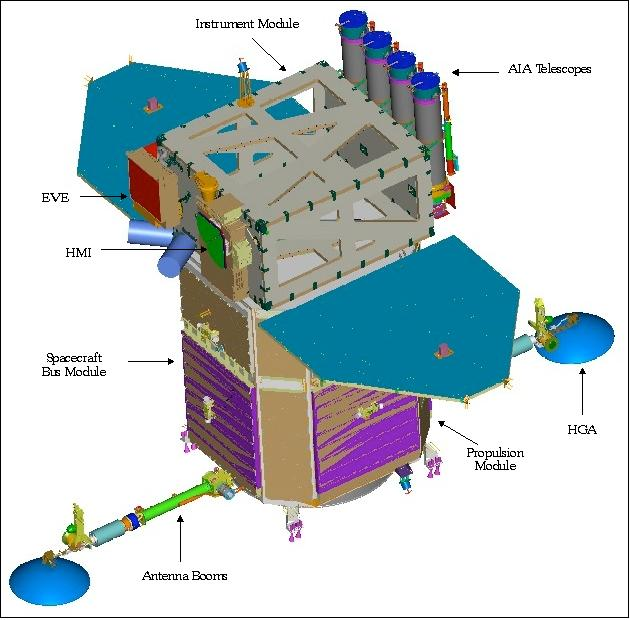 Instrument Module
AIA Telescopes
EVE
HMI
Spacecraft
Bus Module
HGA
Propulsion
Module
Antenna Booms